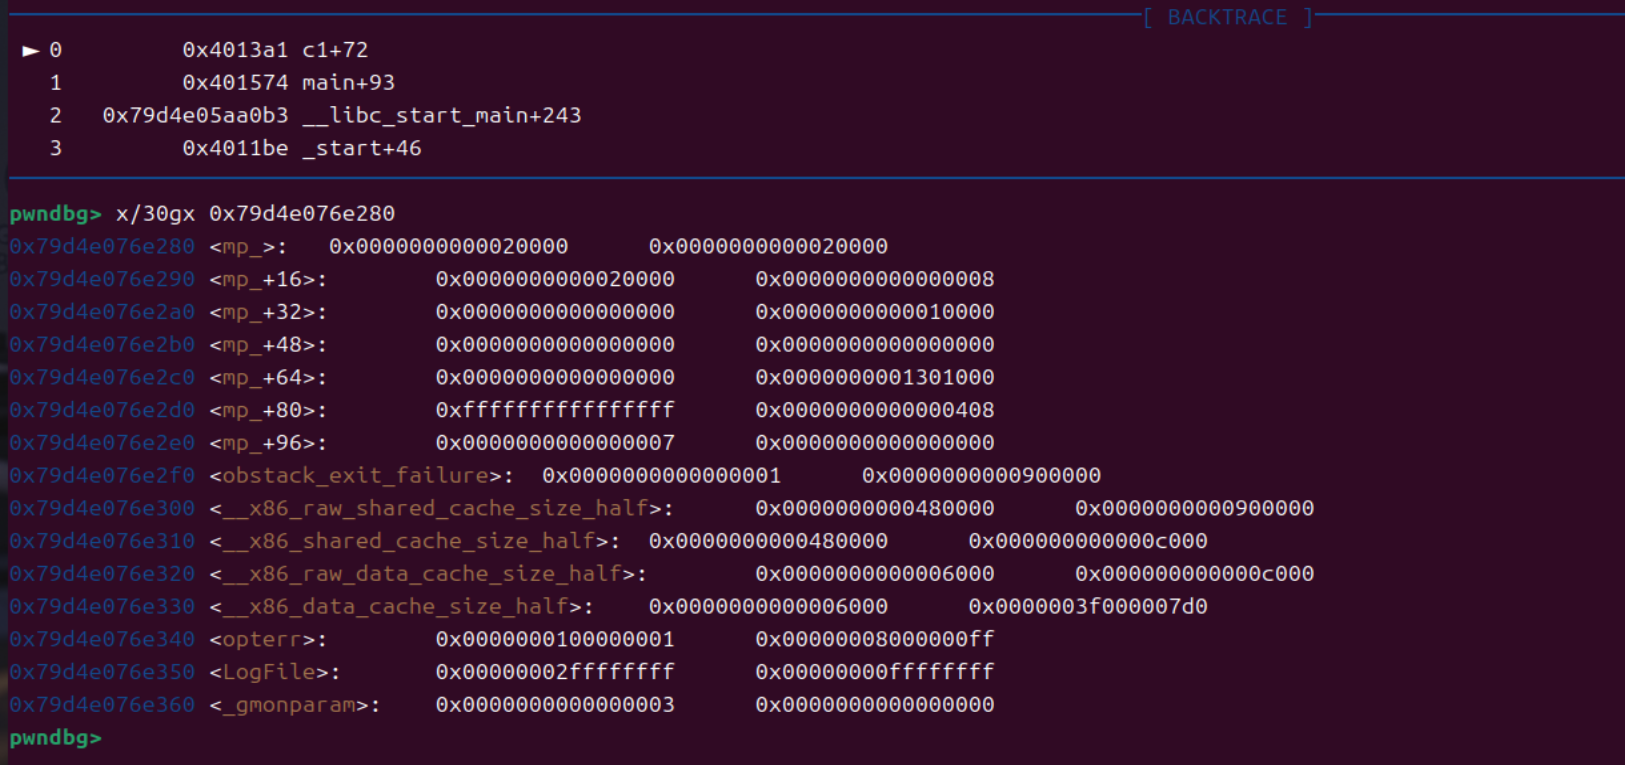 [ BACKTRACE ]
► 0 0x4013a1 c1+72
1 0x401574 main+93
2 0x79d4e05aa0b3 __libc_start_main+243
3 0x4011be _start+46
pwndbg> x/30gx 0x79d4e076e280
0x79d4e076e280 <mp_>: 0x0000000000020000 0x0000000000020000
0x79d4e076e290 <mp_+16>: 0x0000000000020000 0x0000000000000008
0x79d4e076e2a0 <mp_+32>: 0x0000000000000000 0x0000000000010000
0x79d4e076e2b0 <mp_+48>: 0x0000000000000000 0x0000000000000000
0x79d4e076e2c0 <mp_+64>: 0x0000000000000000 0x0000000001301000
0x79d4e076e2d0 <mp_+80>: 0xffffffffffffffff 0x0000000000000408
0x79d4e076e2e0 <mp_+96>: 0x0000000000000007 0x0000000000000000
0x79d4e076e2f0 <obstack_exit_failure>: 0x0000000000000001 0x0000000000900000
0x79d4e076e300 <__x86_raw_shared_cache_size_half>: 0x0000000000480000 0x0000000000900000
0x79d4e076e310 <__x86_shared_cache_size_half>: 0x0000000000480000 0x000000000000c000
0x79d4e076e320 <__x86_raw_data_cache_size_half>: 0x0000000000006000 0x000000000000c000
0x79d4e076e330 <__x86_data_cache_size_half>: 0x0000000000006000 0x0000003f000007d0
0x79d4e076e340 <opterr>: 0x0000000100000001 0x00000008000000ff
0x79d4e076e350 <LogFile>: 0x00000002ffffffff 0x00000000ffffffff
0x79d4e076e360 <_gmonparam>: 0x0000000000000003 0x0000000000000000
pwndbg>